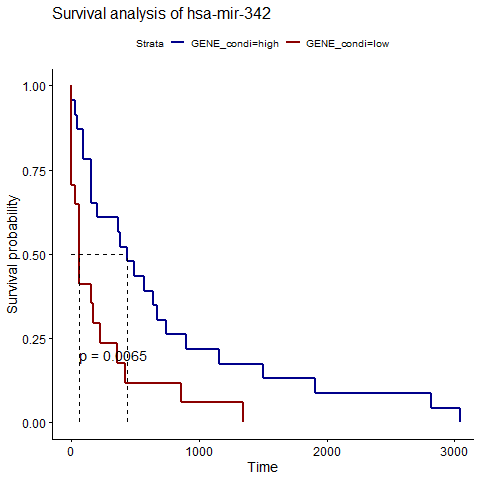 Survival analysis of hsa-mir-342
Strata GENE_condi=high GENE_condi=low
1.00
0.75
0.50
0.25
0.00
Survival probability
p = 0.0065
0 1000 2000 3000
Time